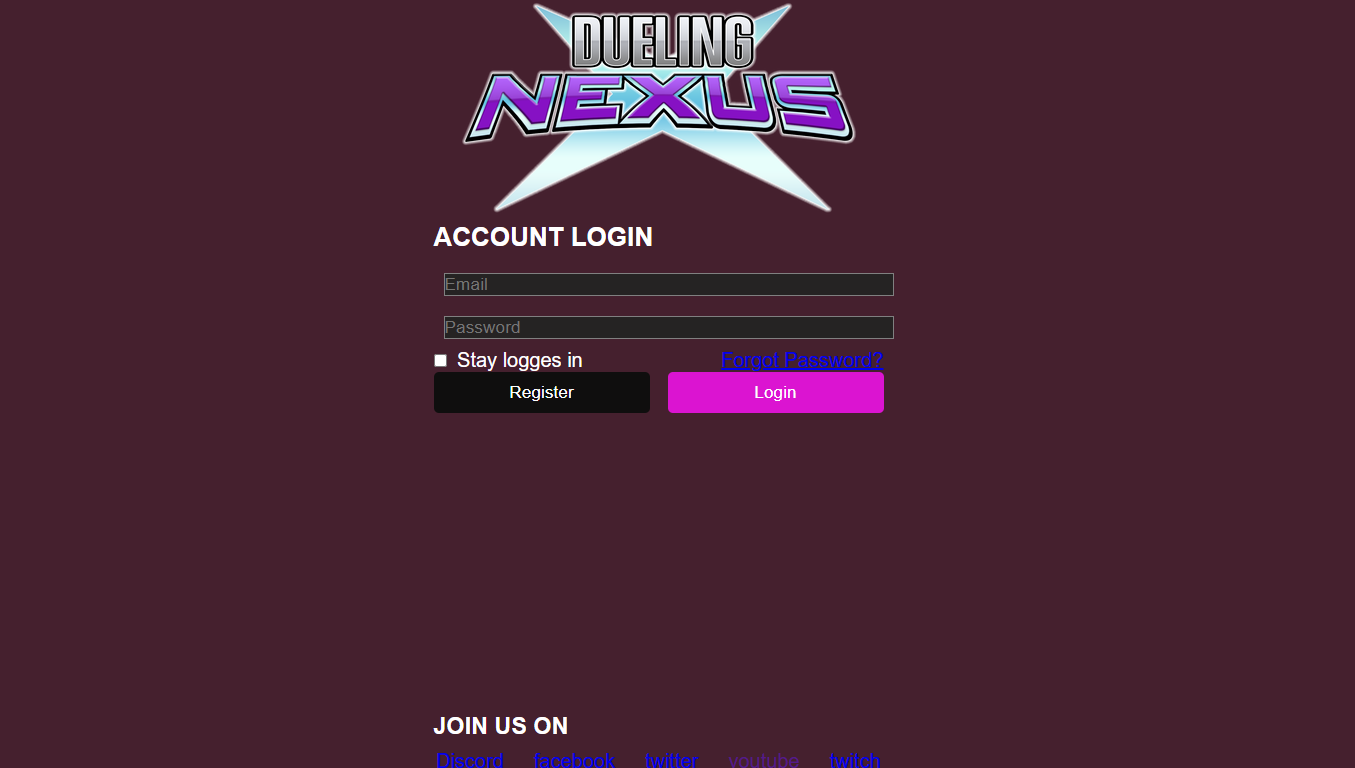 DUELING
NEXUS
ACCOUNT LOGIN
Email
Password
Stay logges in Forgot Password?
Register Login
JOIN US ON
Discord facebook twitter youtube twitch